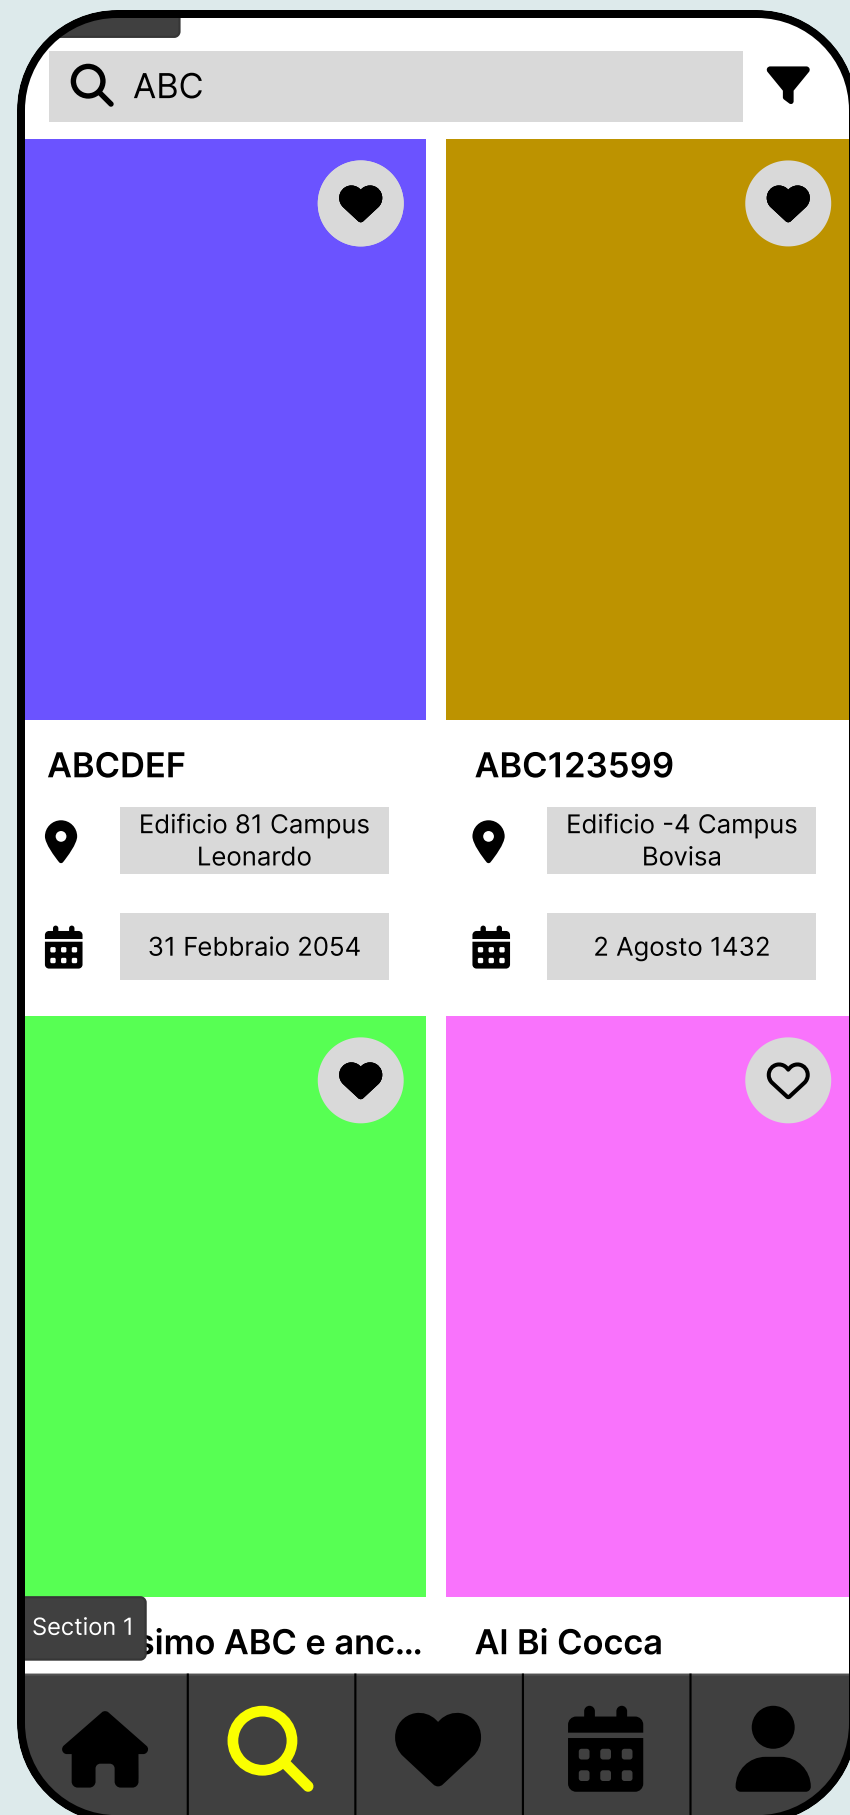 ABC
ABCDEF
ABC123599
Edificio 81 Campus
Leonardo
Edificio -4 Campus
Bovisa
31 Febbraio 2054
2 Agosto 1432
Section 1
simo ABC e anc...
Al Bi Cocca